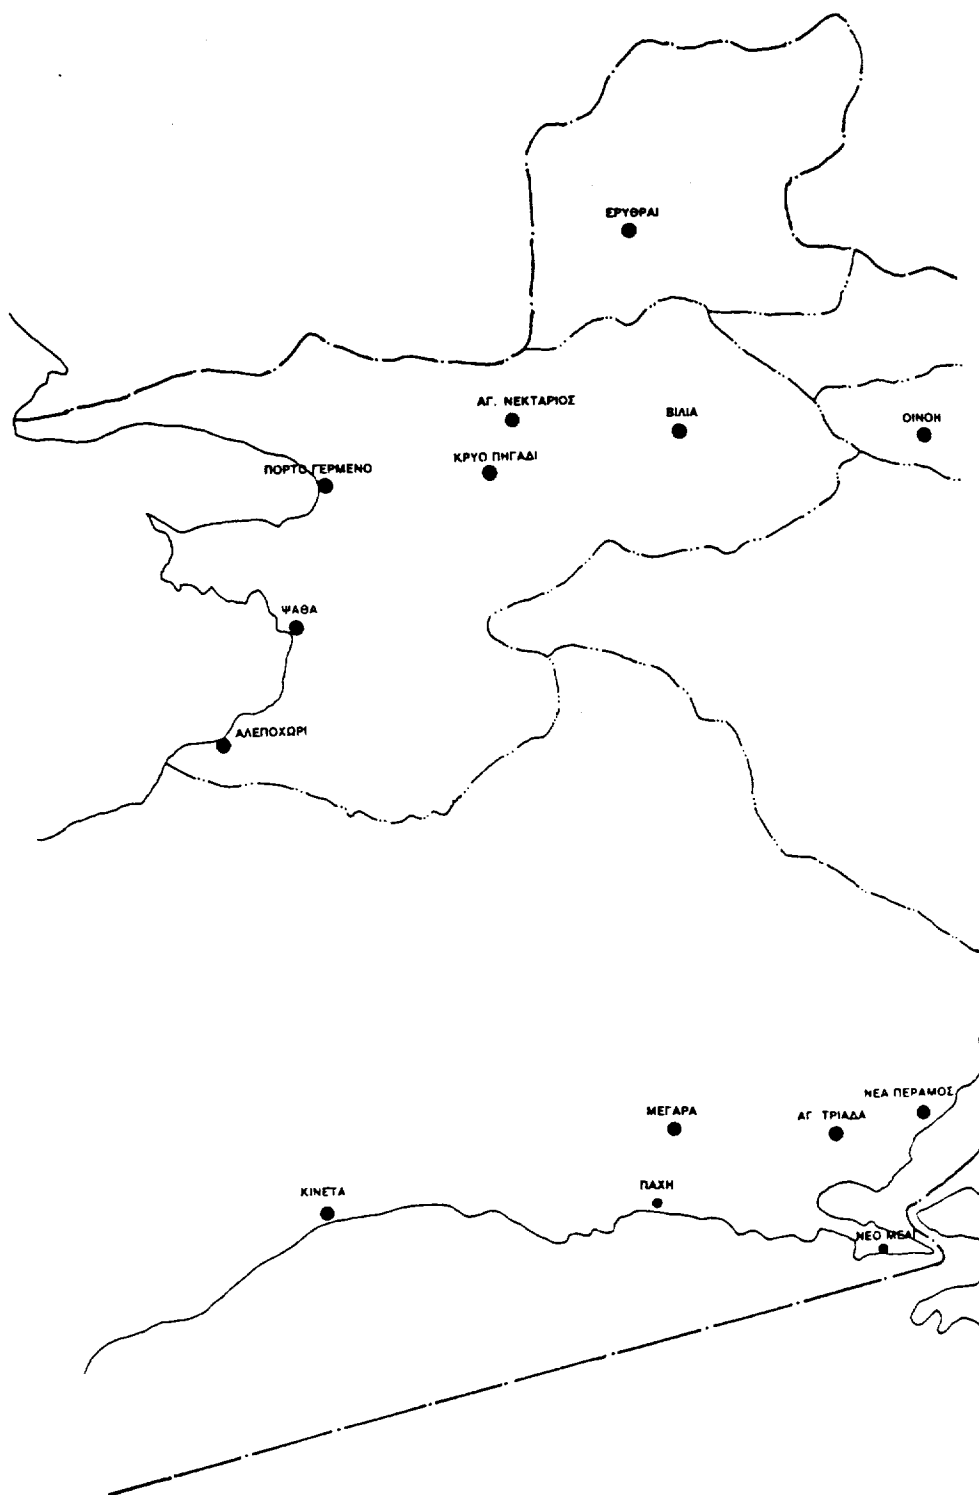 ΕΡΥΘΡΑΙ
ΑΓ. ΝΕΚΤΑΡΙΟΣ
ΒΙΛΙΑ
ΟΙΝΟΗ
ΚΡΥΟ ΠΗΓΑΔΙ
ΠΟΡΤΟ ΓΕΡΜΕΝΟ
ΨΑΘΑ
ΑΛΕΠΟΧΩΡΙ
ΝΕΑ ΠΕΡΑΜΟΣ
ΜΕΓΑΡΑ
ΑΓ. ΤΡΙΑΔΑ
ΚΙΝΕΤΑ
ΠΑΧΗ
ΝΕΟ ΜΕΛΙ